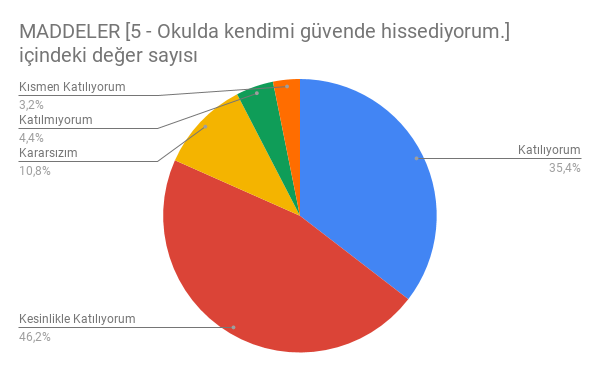 MADDELER [5 - Okulda kendimi güvende hissediyorum.]
içindeki değer sayısı
Kısmen Katılıyorum
3,2%
Katılmıyorum
4,4%
Kararsızım
10,8%
Katılıyorum
35,4%
Kesinlikle Katılıyorum
46,2%